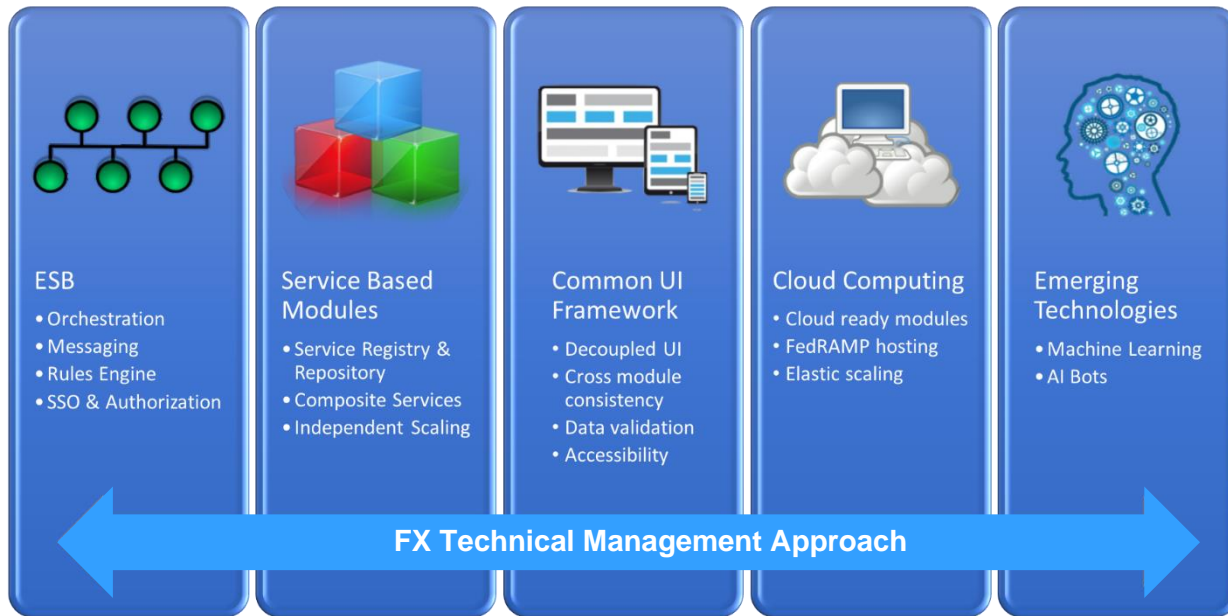 ESB
• Orchestration
• Messaging
• Rules Engine
• SSO & Authorization
Service Based
Modules
• Service Registry &
Repository
• Composite Services
• Independent Scaling
Common UI
Framework
• Decoupled UI
• Cross module
consistency
• Data validation
• Accessibility
Cloud Computing
• Cloud ready modules
• FedRAMP hosting
• Elastic scaling
Emerging
Technologies
• Machine Learning
• AI Bots
FX Technical Management Approach